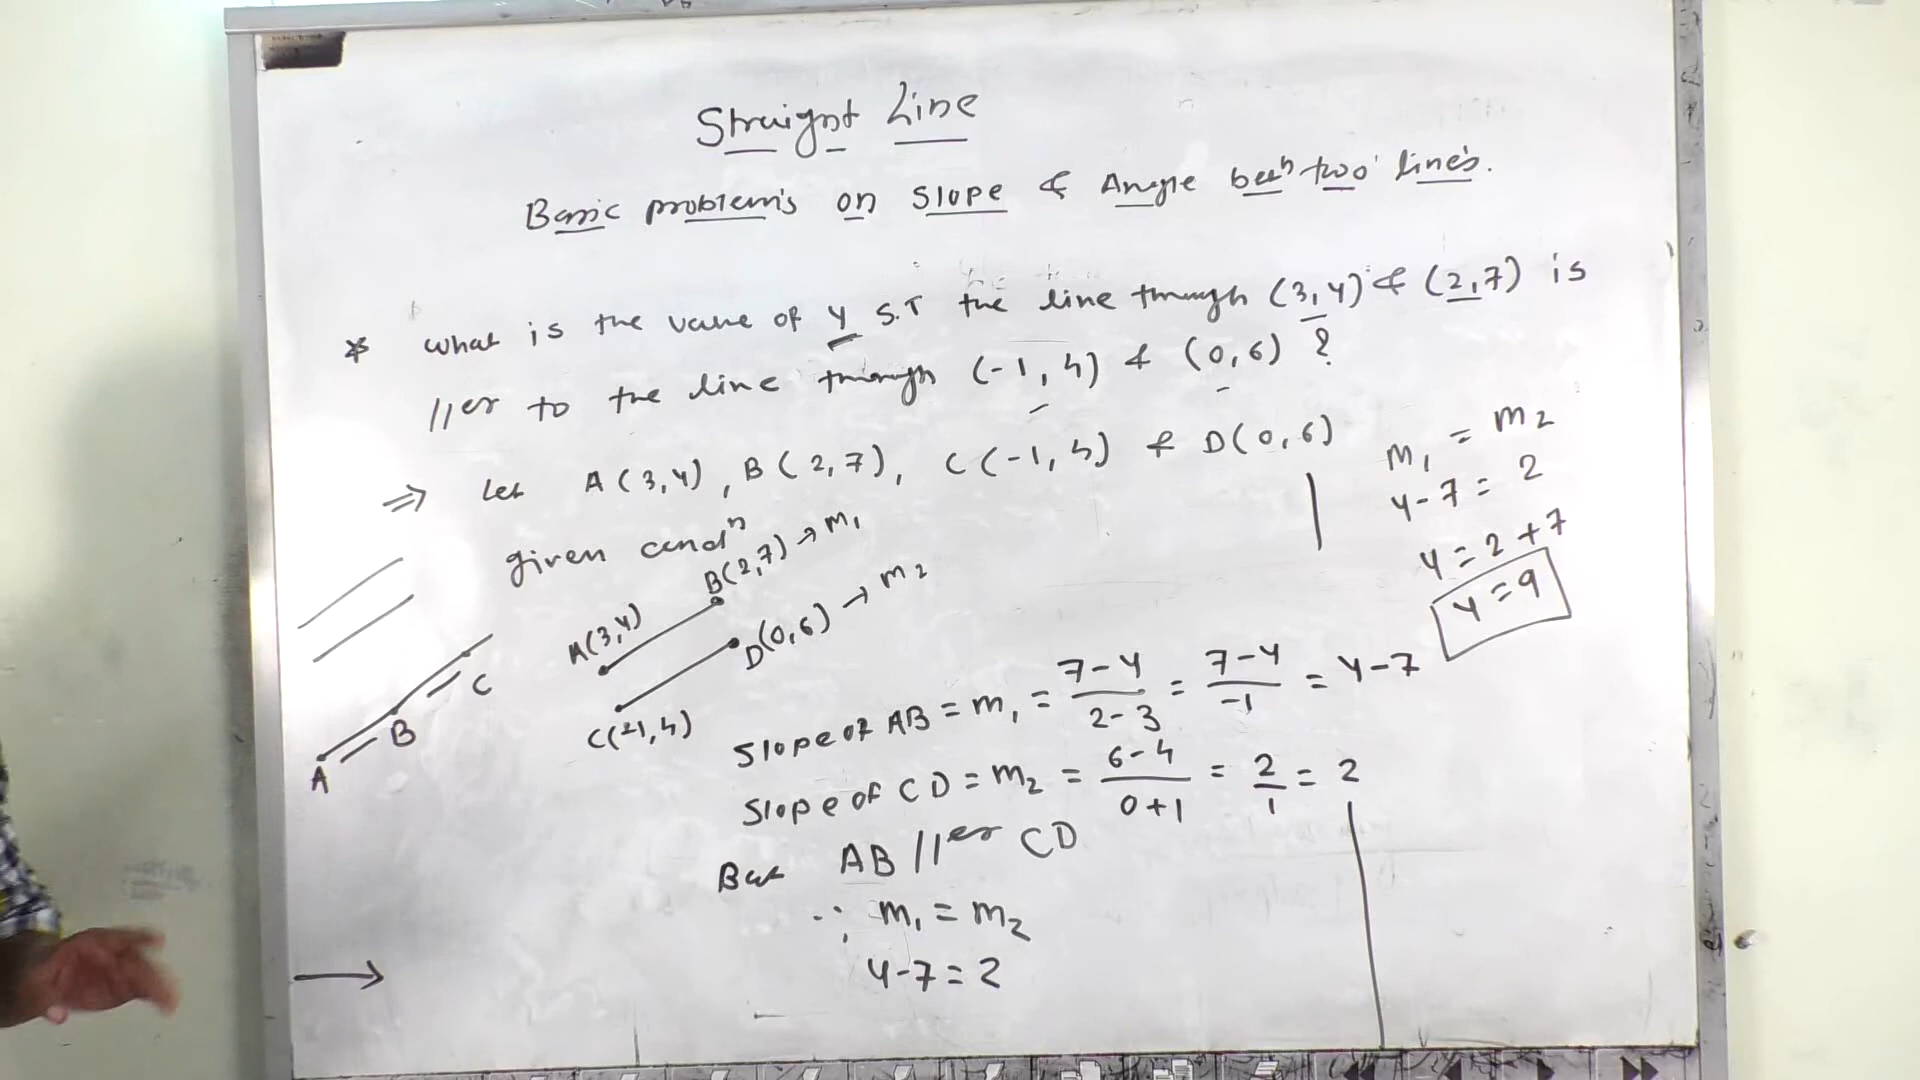 Straight Line
Basic problems on slope & Angle betn two lines.
* what is the value of y S.T the line through (3,y) & (2,7) is
//er to the line through (-1,4) & (0,6) ?
⇒ Let A(3,y), B(2,7), C(-1,4) & D(0,6)
given condn
A(3,y)
B(2,7) → m1
D(0,6) → m2
C(-1,4)
A
B
C
Slope of AB = m1 = 7-y/2-3 = 7-y/-1 = y-7
Slope of CD = m2 = 6-4/0+1 = 2/1 = 2
But AB //er CD
∴ m1 = m2
y-7=2
m1 = m2
y-7 = 2
y = 2+7
y = 9